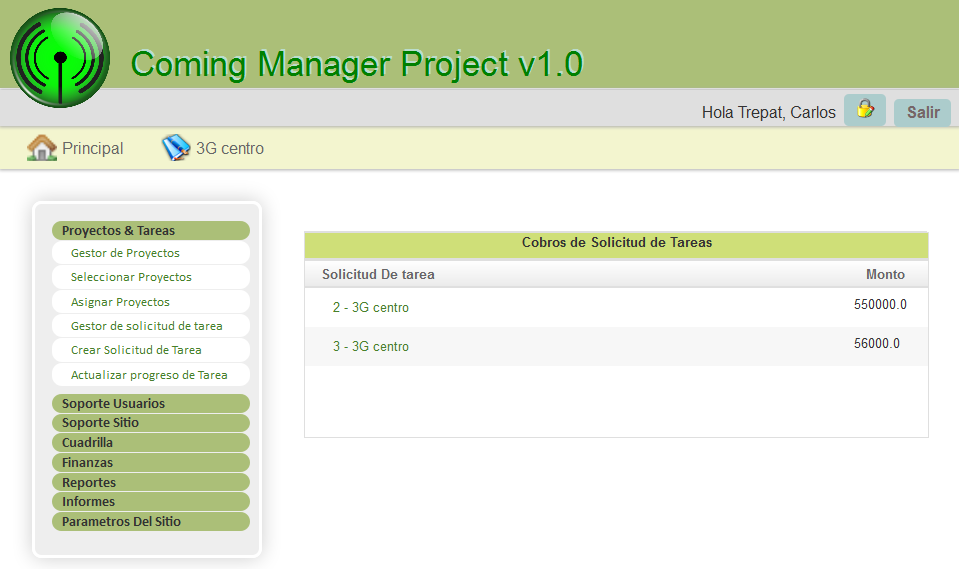 Coming Manager Project v1.0
Hola Trepat, Carlos
Salir
Principal
3G centro
Proyectos & Tareas
Gestor de Proyectos
Seleccionar Proyectos
Asignar Proyectos
Gestor de solicitud de tarea
Crear Solicitud de Tarea
Actualizar progreso de Tarea
Soporte Usuarios
Soporte Sitio
Cuadrilla
Finanzas
Reportes
Informes
Parametros Del Sitio
Cobros de Solicitud de Tareas
Solicitud De tarea Monto
2 - 3G centro 550000.0
3 - 3G centro 56000.0